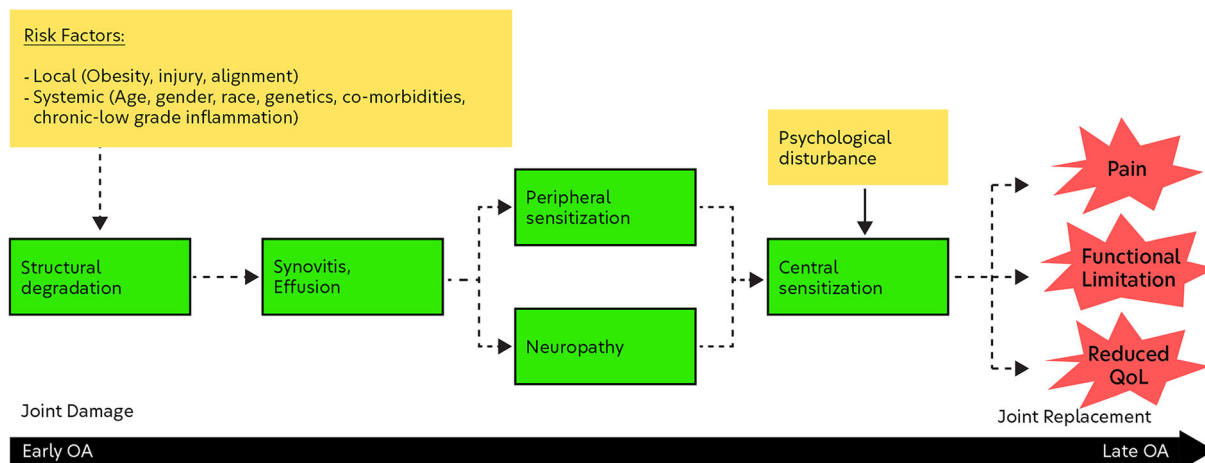 Risk Factors:
- Local (Obesity, injury, alignment)
- Systemic (Age, gender, race, genetics, co-morbidities,
chronic-low grade inflammation)
Psychological
disturbance
Structural
degradation
Synovitis,
Effusion
Peripheral
sensitization
Neuropathy
Central
sensitization
Pain
Functional
Limitation
Reduced
QoL
Joint Damage
Joint Replacement
Early OA
Late OA